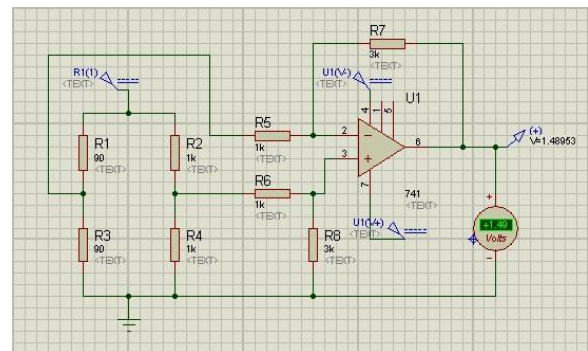 R7
3k
<TEXT>
R1(1)
<TEXT>
U1(V-)
<TEXT>
U1
4
1
5
R5
1k
<TEXT>
2
3
6
7
(+)
V=1.48953
<TEXT>
R1
90
<TEXT>
R2
1k
<TEXT>
R6
1k
<TEXT>
741
<TEXT>
U1(V+)
<TEXT>
R3
90
<TEXT>
R4
1k
<TEXT>
R8
3k
<TEXT>
+
+1.49
Volts
−